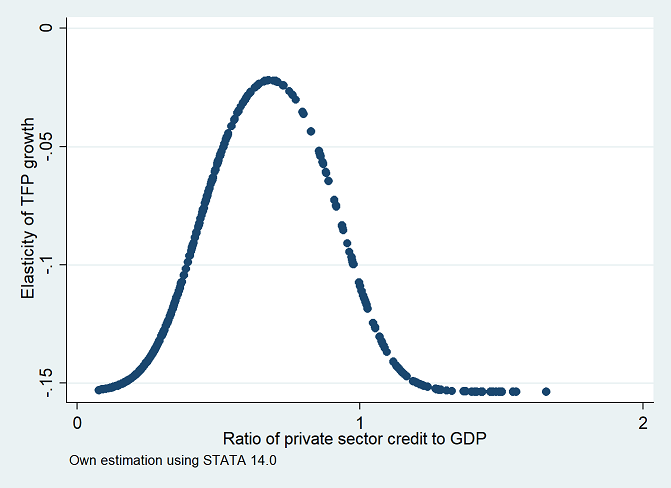 Elasticity of TFP growth
0
-.05
-.1
-.15
0
1
2
Ratio of private sector credit to GDP
Own estimation using STATA 14.0